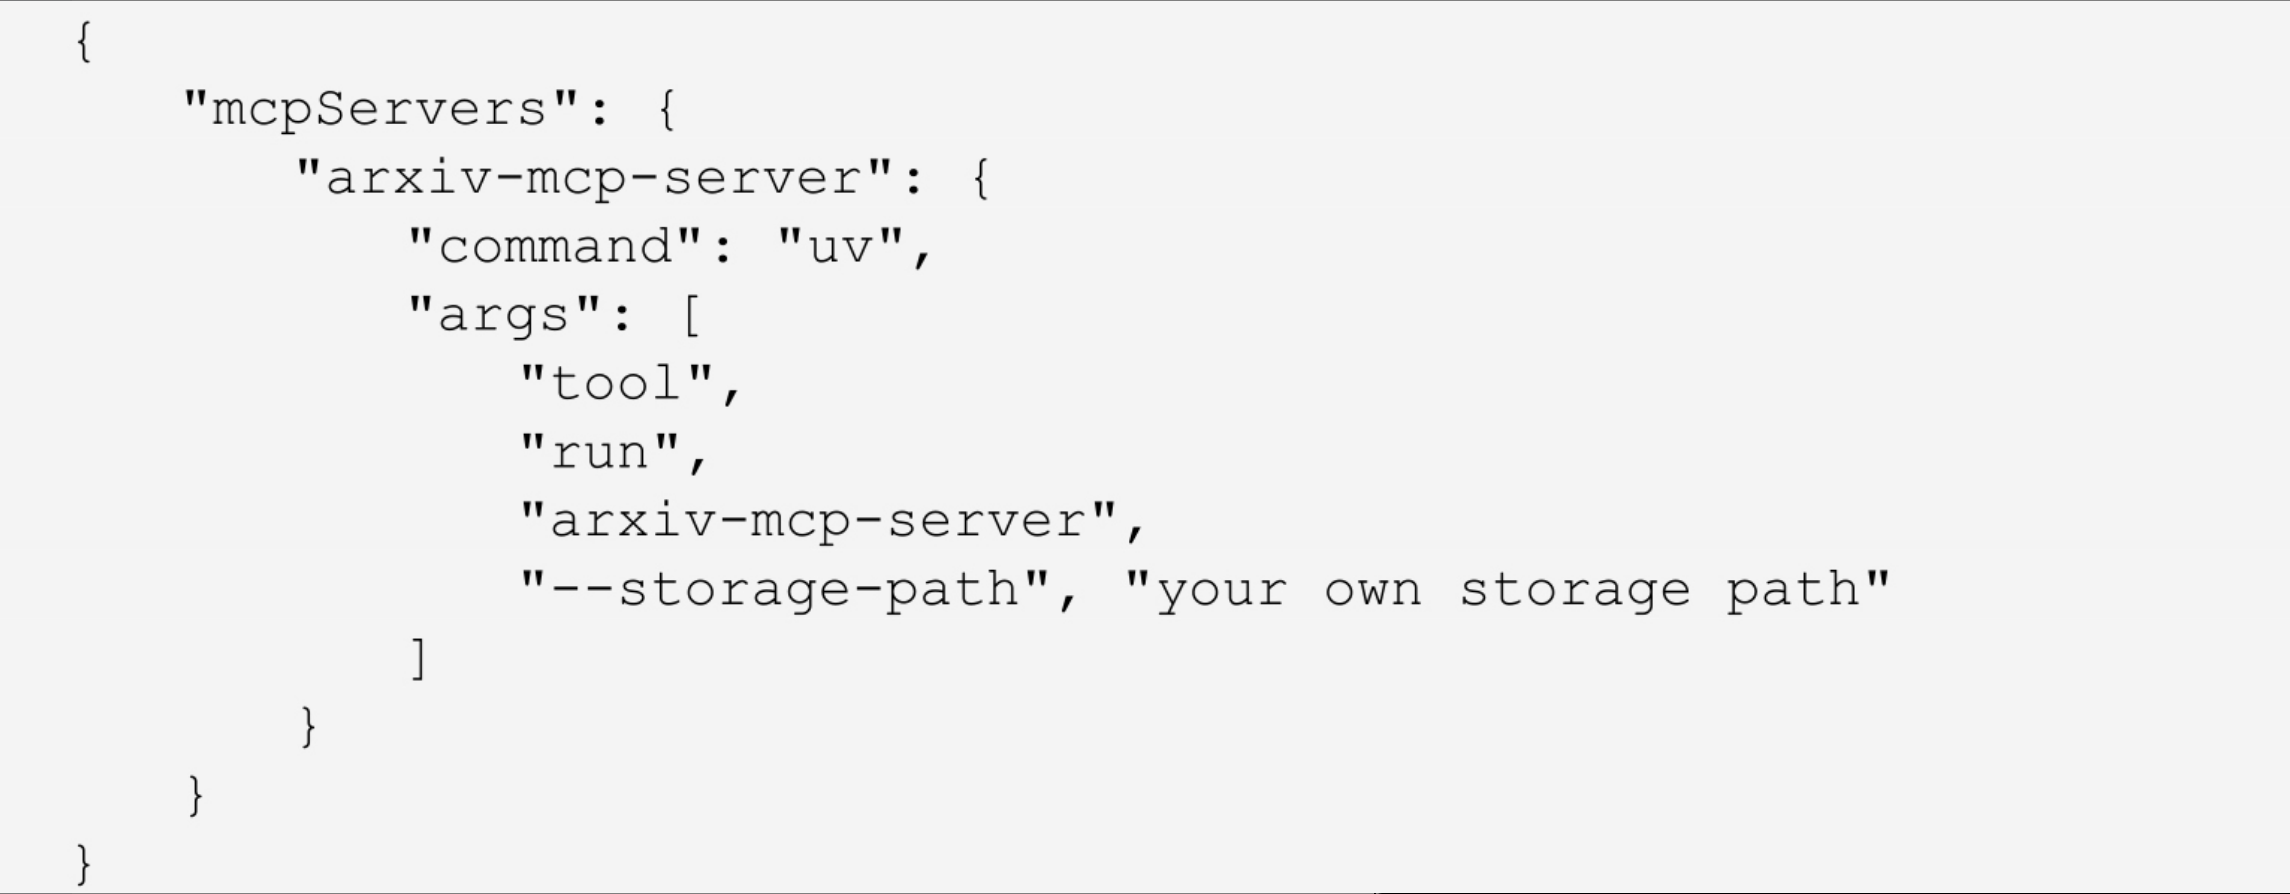 {
"mcpServers": {
"arxiv-mcp-server": {
"command": "uv",
"args": [
"tool",
"run",
"arxiv-mcp-server",
"--storage-path", "your own storage path"
]
}
}
}